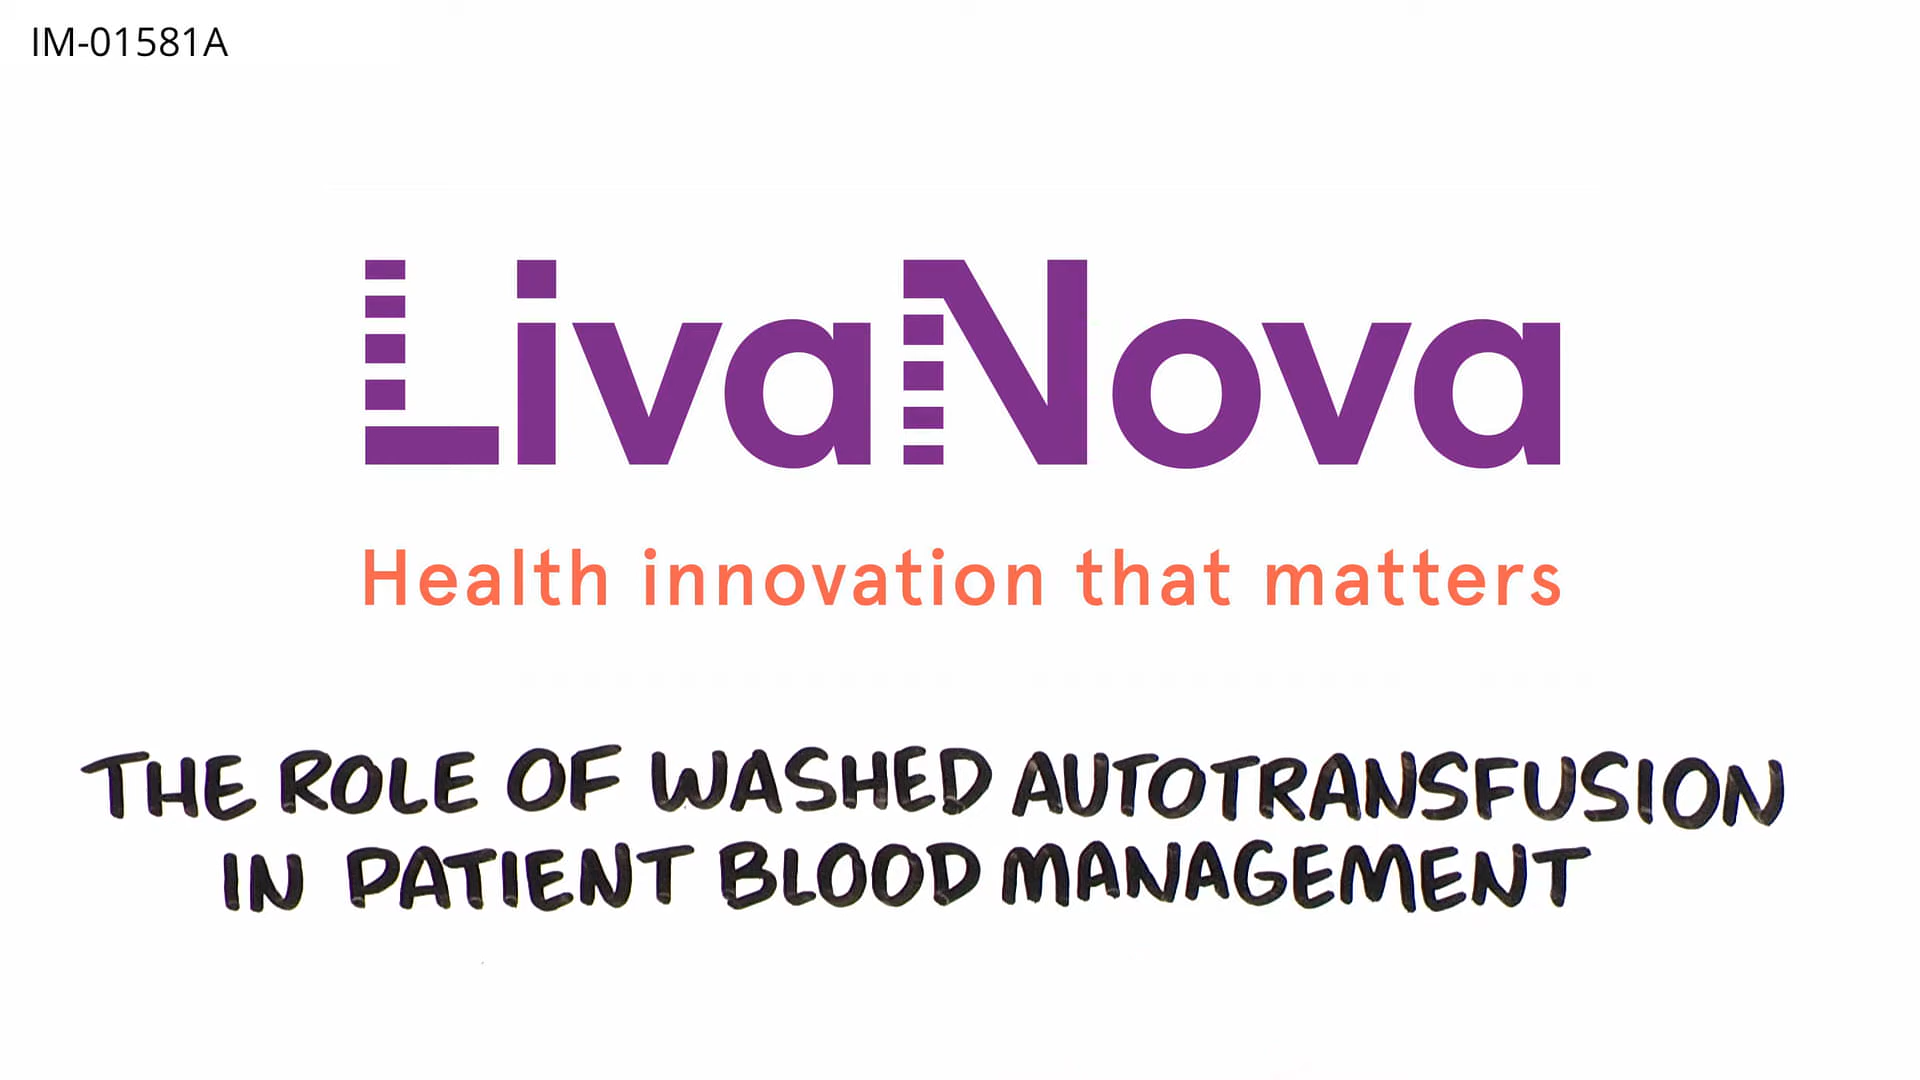 IM-01581A
LivaNova
Health innovation that matters
THE ROLE OF WASHED AUTOTRANSFUSION
IN PATIENT BLOOD MANAGEMENT